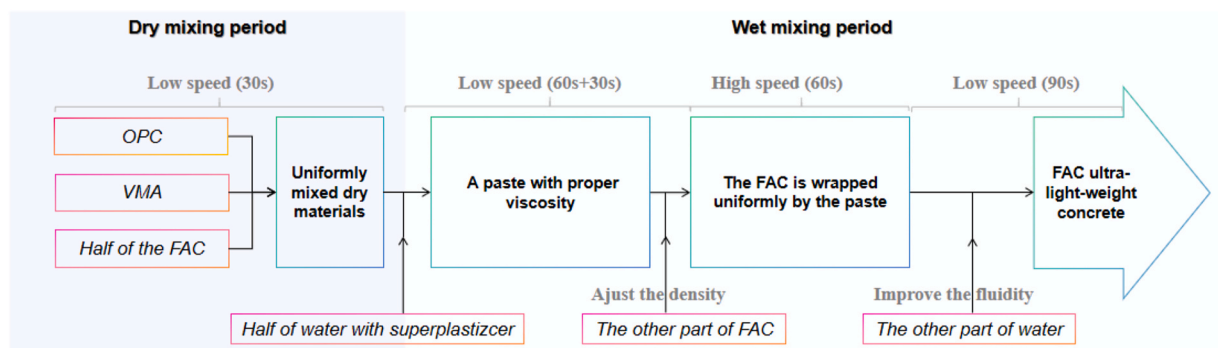 Dry mixing period
Wet mixing period
Low speed (30s)
Low speed (60s+30s)
High speed (60s)
Low speed (90s)
OPC
VMA
Half of the FAC
Uniformly
mixed dry
materials
A paste with proper
viscosity
The FAC is wrapped
uniformly by the paste
FAC ultra-
light-weight
concrete
Ajust the density
Improve the fluidity
Half of water with superplastizcer
The other part of FAC
The other part of water